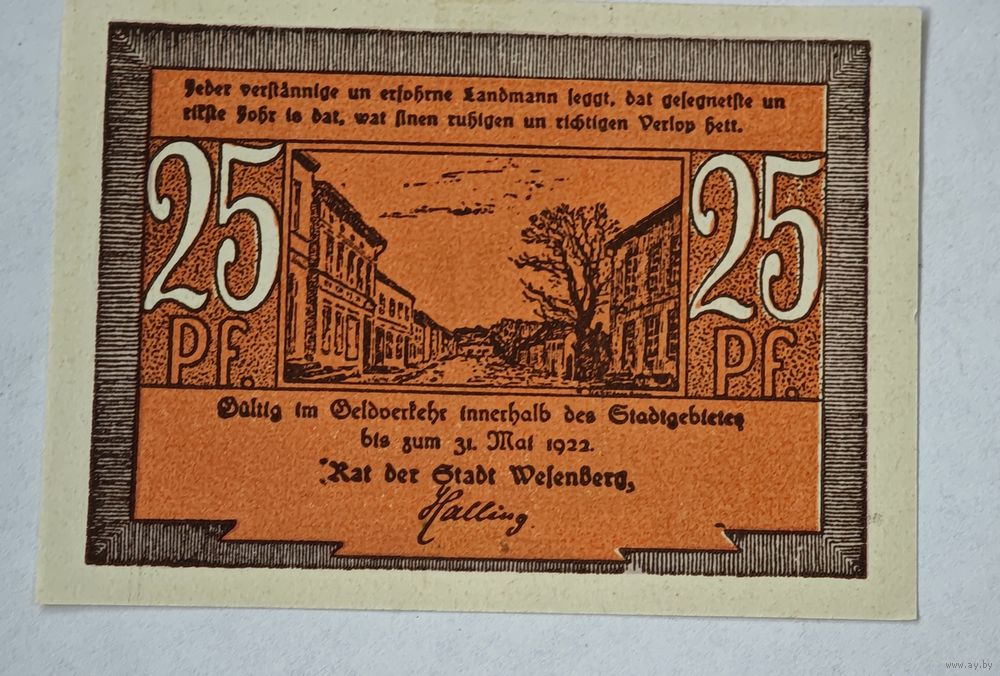 Jeder verstännige un erfohrne Landmann seggt, dat gesegnetste un
rikste Johr is dat, wat sinen ruhigen un richtigen Verlop hett.
25 Pf.
25 Pf.
Gültig im Geldverkehr innerhalb des Stadtgebietes
bis zum 31. Mai 1922.
Rat der Stadt Wesenberg,
Halling
www.ay.by